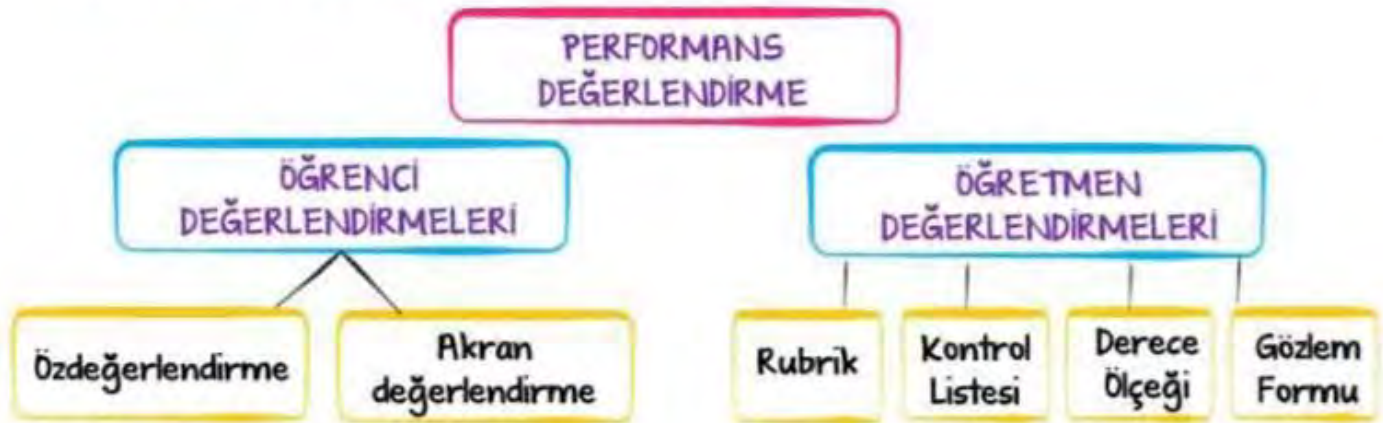 PERFORMANS
DEĞERLENDİRME
ÖĞRENCİ
DEĞERLENDİRMELERİ
ÖĞRETMEN
DEĞERLENDİRMELERİ
Özdeğerlendirme
Akran
değerlendirme
Rubrik
Kontrol
Listesi
Derece
Ölçeği
Gözlem
Formu